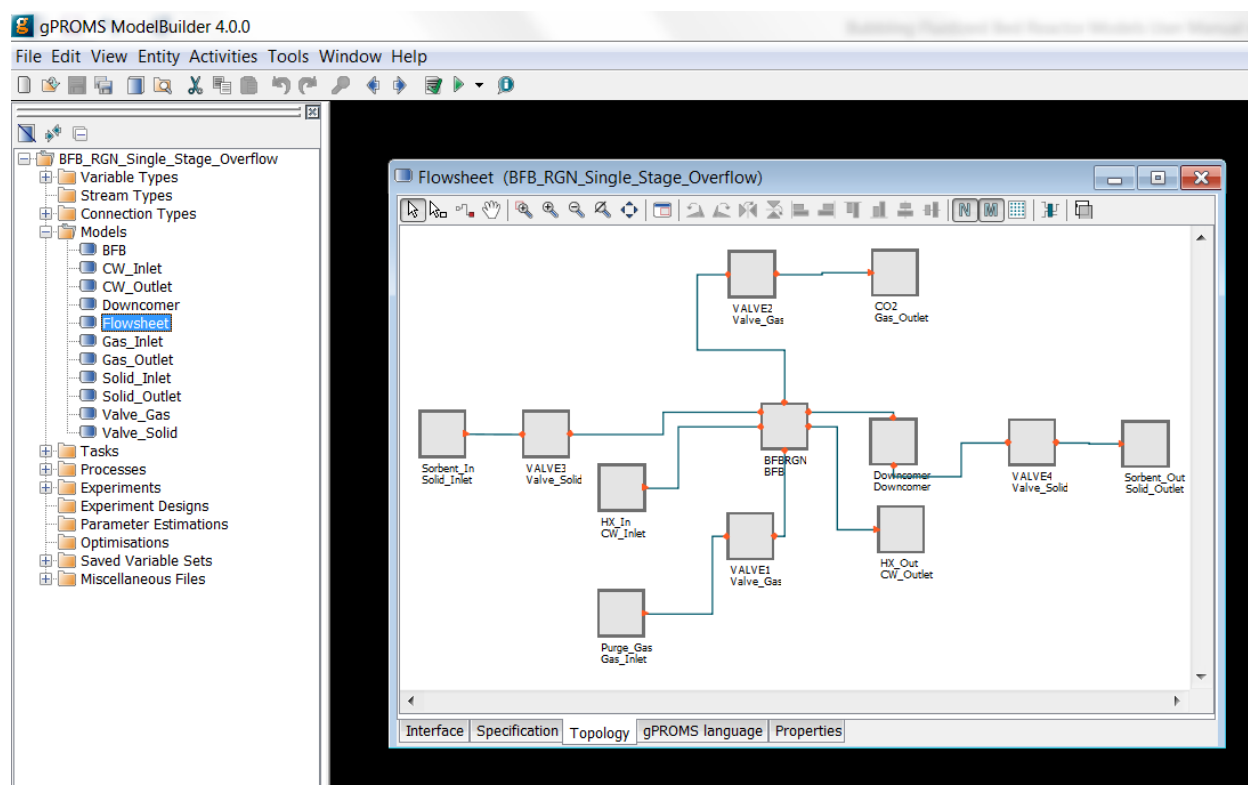 gPROMS ModelBuilder 4.0.0
File Edit View Entity Activities Tools Window Help
BFB_RGN_Single_Stage_Overflow
Variable Types
Stream Types
Connection Types
Models
BFB
CW_Inlet
CW_Outlet
Downcomer
Flowsheet
Gas_Inlet
Gas_Outlet
Solid_Inlet
Solid_Outlet
Valve_Gas
Valve_Solid
Tasks
Processes
Experiments
Experiment Designs
Parameter Estimations
Optimisations
Saved Variable Sets
Miscellaneous Files
Flowsheet (BFB_RGN_Single_Stage_Overflow)
N M
VALVE2
Valve_Gas
CO2
Gas_Outlet
Sorbent_In
Solid_Inlet
VALVE3
Valve_Solid
BFBRGN
BFB
Downcomer
Downcomer
VALVE4
Valve_Solid
Sorbent_Out
Solid_Outlet
HX_In
CW_Inlet
VALVE1
Valve_Gas
HX_Out
CW_Outlet
Purge_Gas
Gas_Inlet
Interface Specification Topology gPROMS language Properties